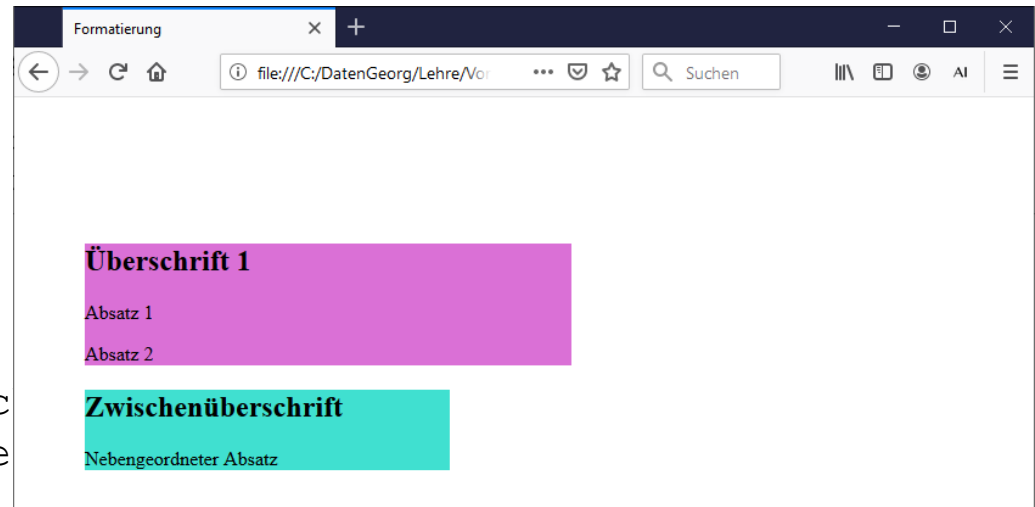 Formatierung
file:///C:/DatenGeorg/Lehre/Vor
Suchen
AI
Überschrift 1
Absatz 1
Absatz 2
Zwischenüberschrift
Nebengeordneter Absatz
c
e